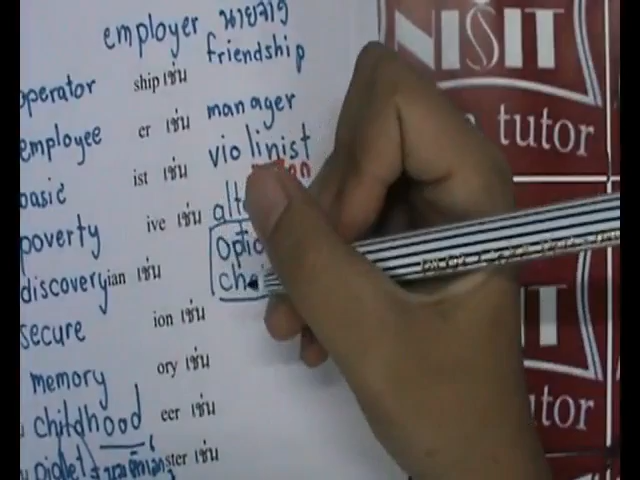 employer นายจ้าง
friendship
operator ship เช่น
manager
employee er เช่น
violinist
basic ist เช่น
poverty ive เช่น
discovery ian เช่น
secure ion เช่น
memory ory เช่น
childhood eer เช่น
ster เช่น
NISIT
tutor
tutor